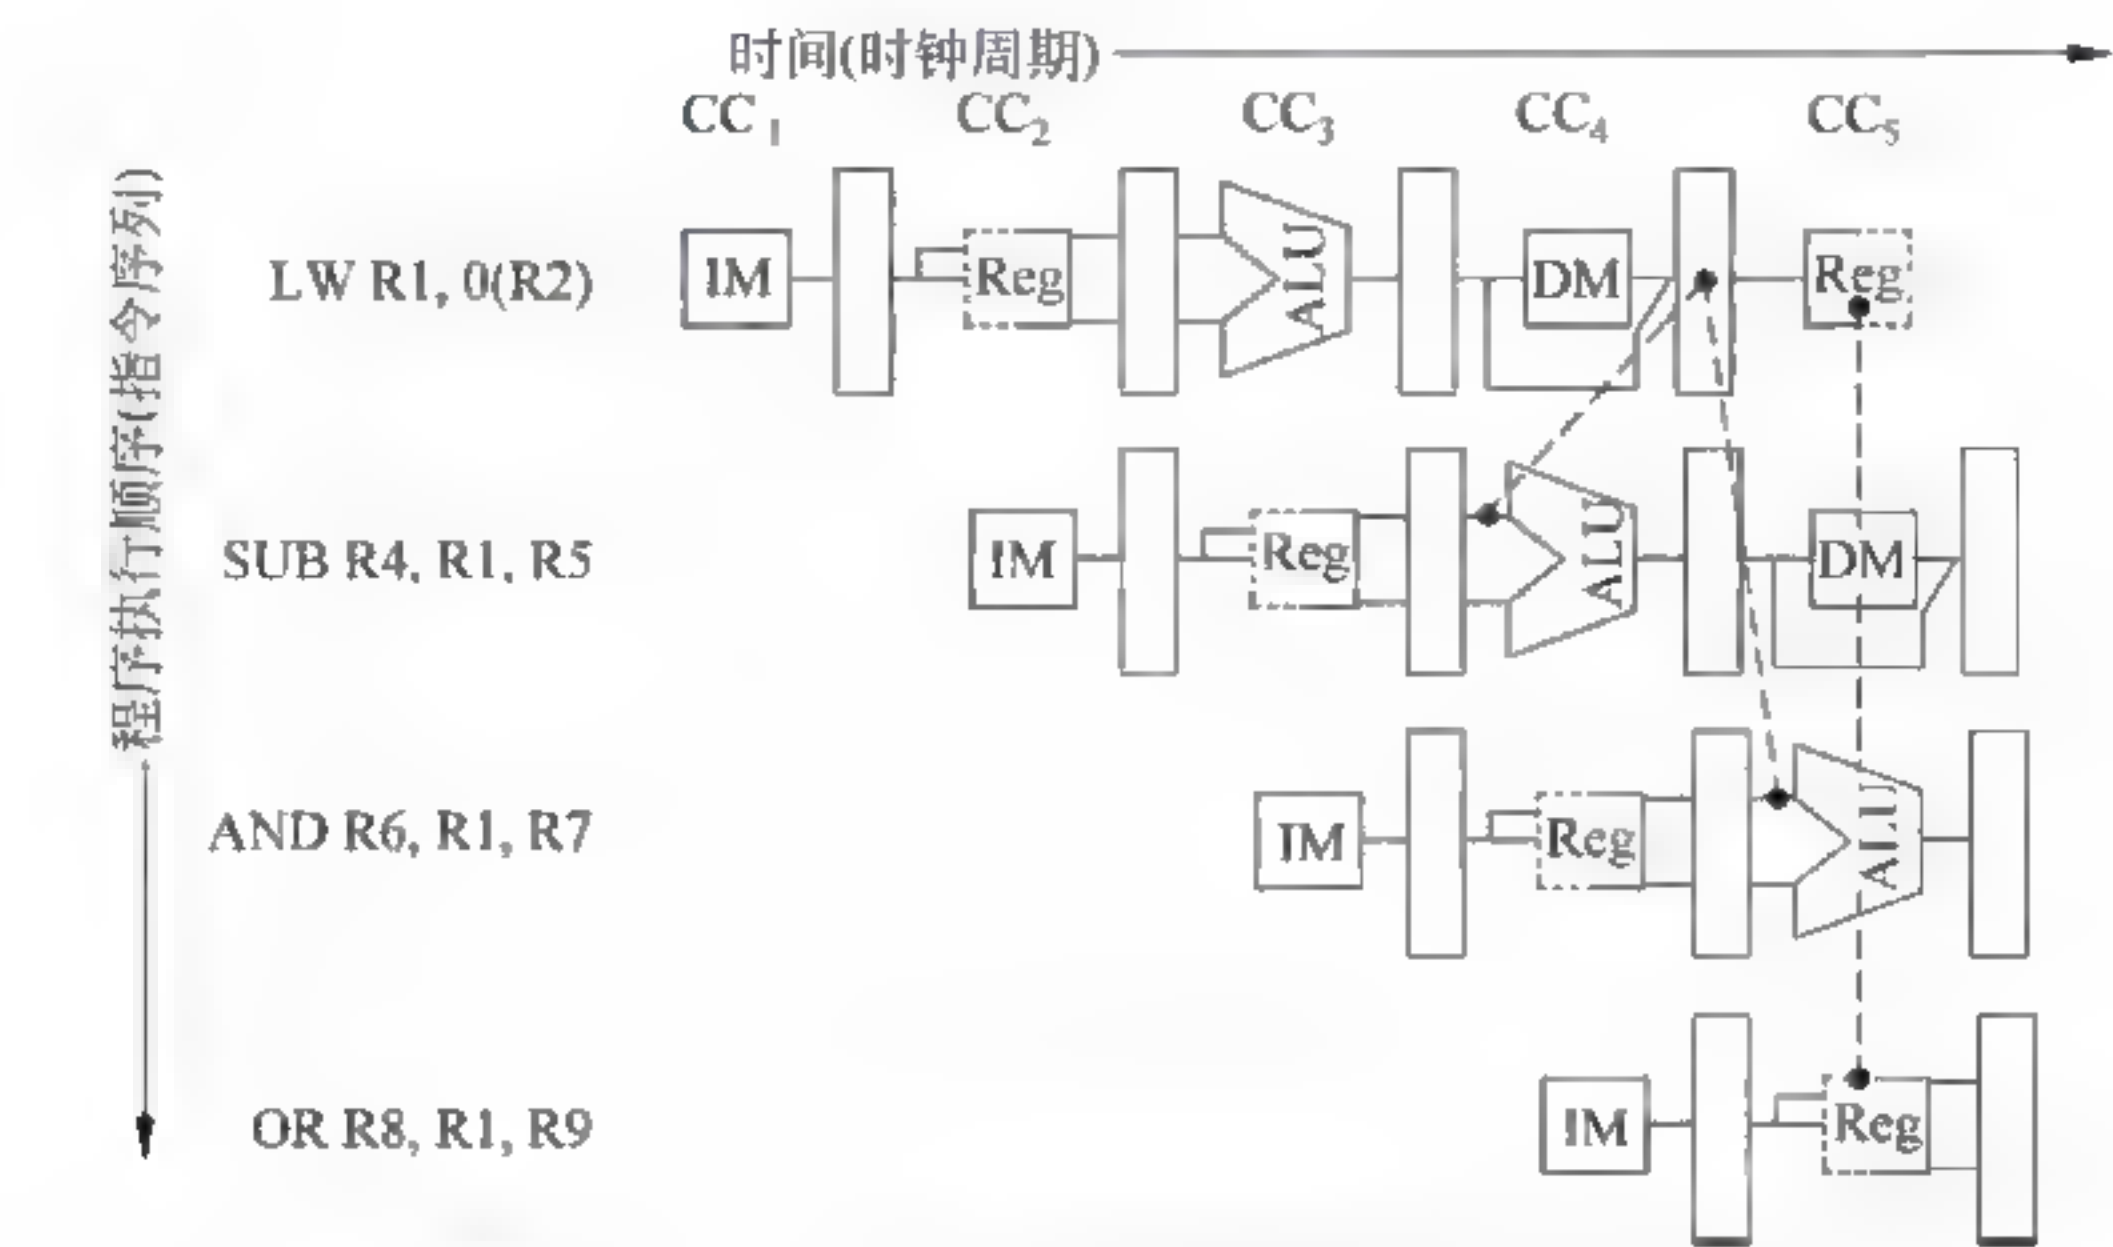 时间(时钟周期)
CC1 CC2 CC3 CC4 CC5
程序执行顺序(指令序列)
LW R1, 0(R2) IM Reg ALU DM Reg
SUB R4, R1, R5 IM Reg ALU DM
AND R6, R1, R7 IM Reg ALU
OR R8, R1, R9 IM Reg